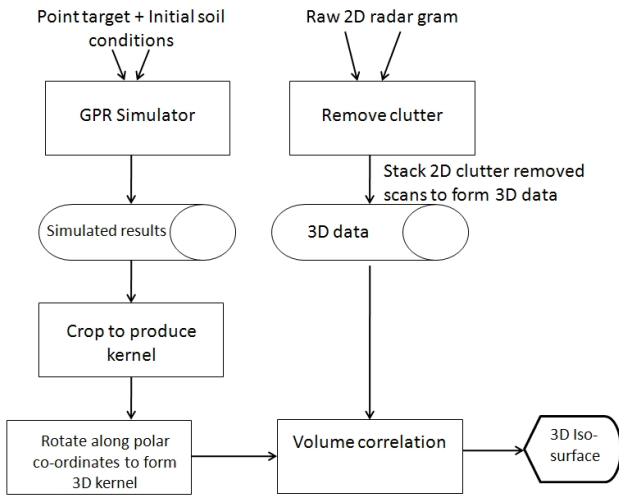 Point target + Initial soil
conditions
Raw 2D radar gram
GPR Simulator
Remove clutter
Stack 2D clutter removed
scans to form 3D data
Simulated results
3D data
Crop to produce
kernel
Rotate along polar
co-ordinates to form
3D kernel
Volume correlation
3D Iso-
surface